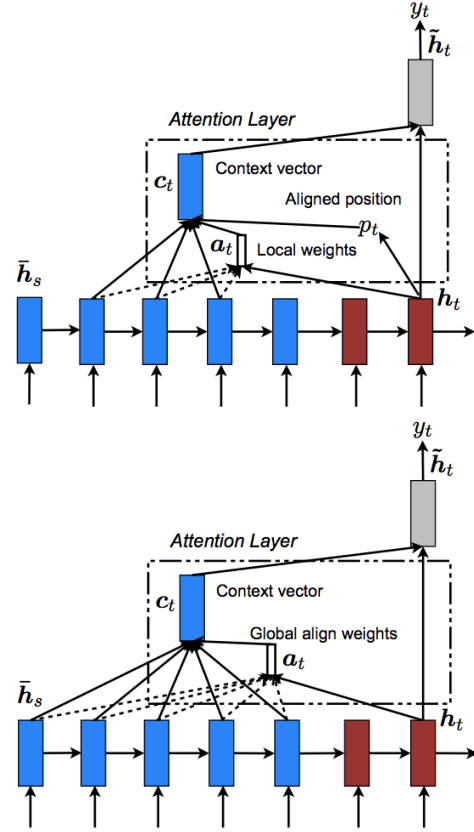 y_t
h̃_t
Attention Layer
c_t
Context vector
Aligned position
p_t
a_t
Local weights
h̄_s
h_t
y_t
h̃_t
Attention Layer
c_t
Context vector
Global align weights
a_t
h̄_s
h_t